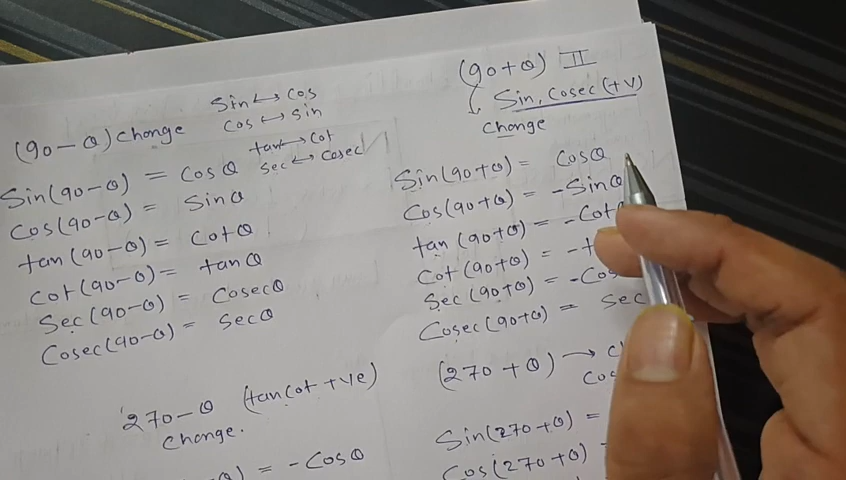 (90-θ) change
Sin ↔ Cos
Cos ↔ Sin
tan ↔ Cot
Sec ↔ Cosec
Sin(90-θ) = Cosθ
Cos(90-θ) = Sinθ
tan(90-θ) = Cotθ
Cot(90-θ) = tanθ
Sec(90-θ) = Cosecθ
Cosec(90-θ) = Secθ
270-θ (tan cot +ve)
Change.
= -Cosθ
(90+θ) II
Sin, Cosec (+V)
Change
Sin(90+θ) = Cosθ
Cos(90+θ) = -Sinθ
tan(90+θ) = -Cot
Cot(90+θ) = -t
Sec(90+θ) = -Cos
Cosec(90+θ) = Sec
(270+θ) →
Cos
Sin(270+θ) =
Cos(270+θ)